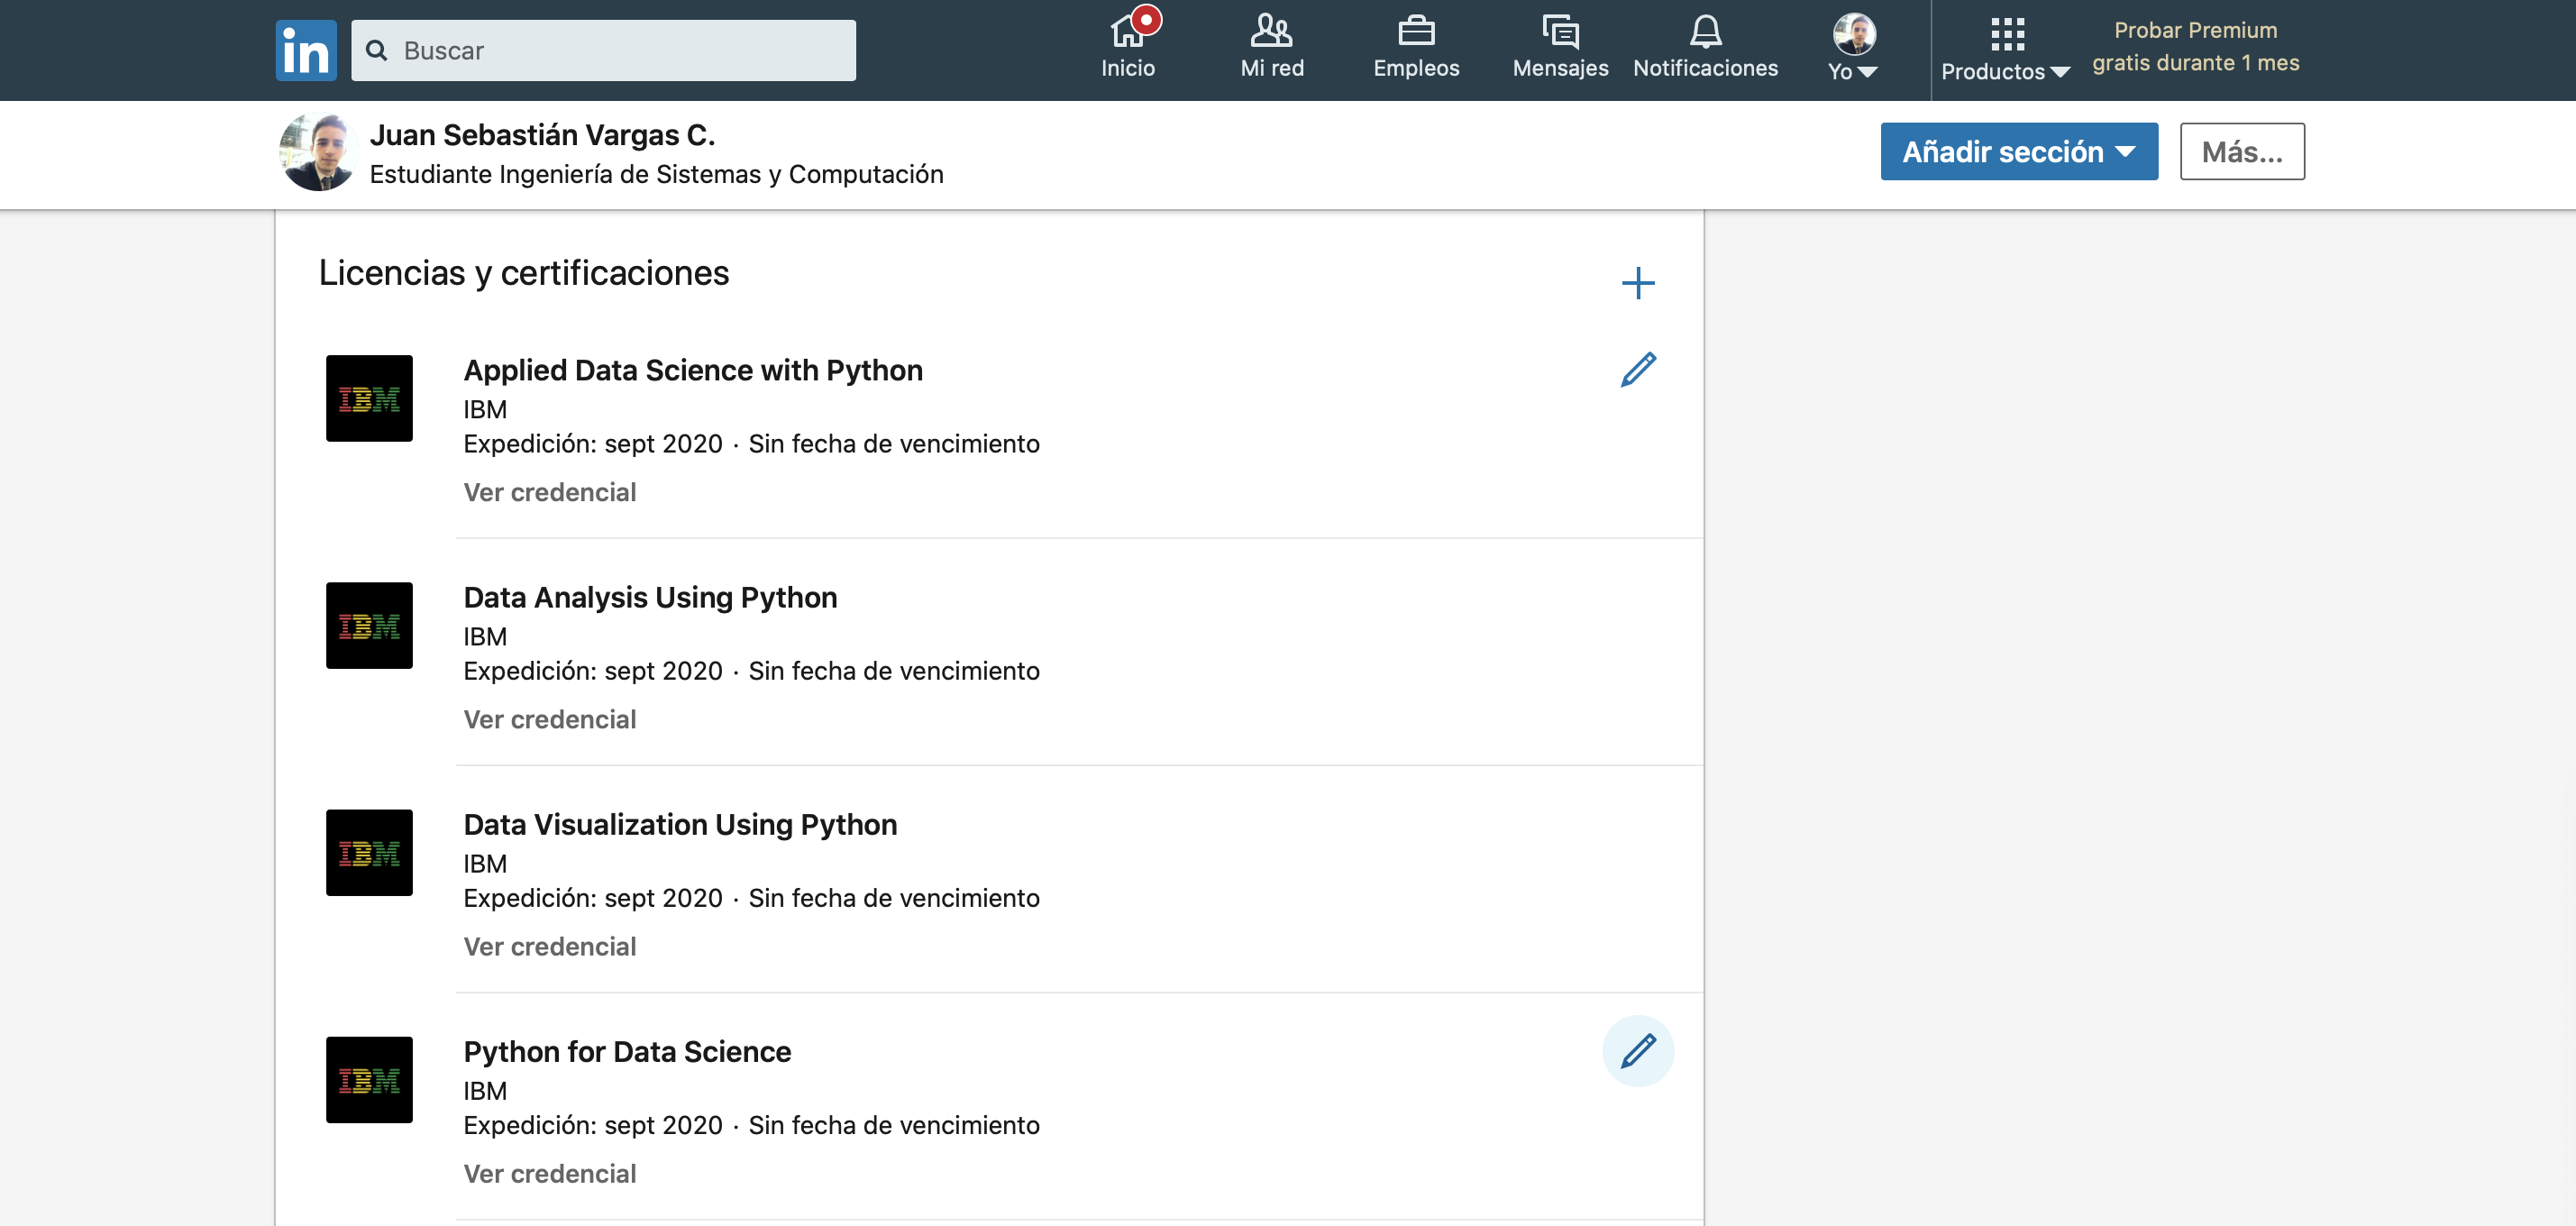 in
Buscar
Inicio
Mi red
Empleos
Mensajes
Notificaciones
Yo
Productos
Probar Premium
gratis durante 1 mes
Juan Sebastián Vargas C.
Estudiante Ingeniería de Sistemas y Computación
Añadir sección
Más...
Licencias y certificaciones
IBM
Applied Data Science with Python
IBM
Expedición: sept 2020 · Sin fecha de vencimiento
Ver credencial
IBM
Data Analysis Using Python
IBM
Expedición: sept 2020 · Sin fecha de vencimiento
Ver credencial
IBM
Data Visualization Using Python
IBM
Expedición: sept 2020 · Sin fecha de vencimiento
Ver credencial
IBM
Python for Data Science
IBM
Expedición: sept 2020 · Sin fecha de vencimiento
Ver credencial